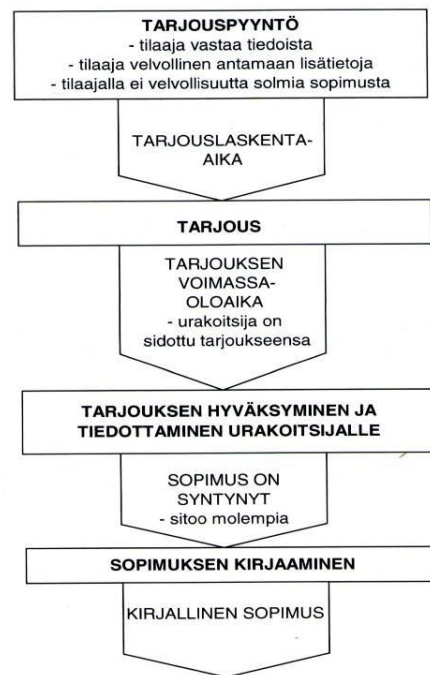 TARJOUSPYYNTÖ
- tilaaja vastaa tiedoista
- tilaaja velvollinen antamaan lisätietoja
- tilaajalla ei velvollisuutta solmia sopimusta
TARJOUSLASKENTA-
AIKA
TARJOUS
TARJOUKSEN
VOIMASSA-
OLOAIKA
- urakoitsija on
sidottu tarjoukseensa
TARJOUKSEN HYVÄKSYMINEN JA
TIEDOTTAMINEN URAKOITSIJALLE
SOPIMUS ON
SYNTYNYT
- sitoo molempia
SOPIMUKSEN KIRJAAMINEN
KIRJALLINEN SOPIMUS